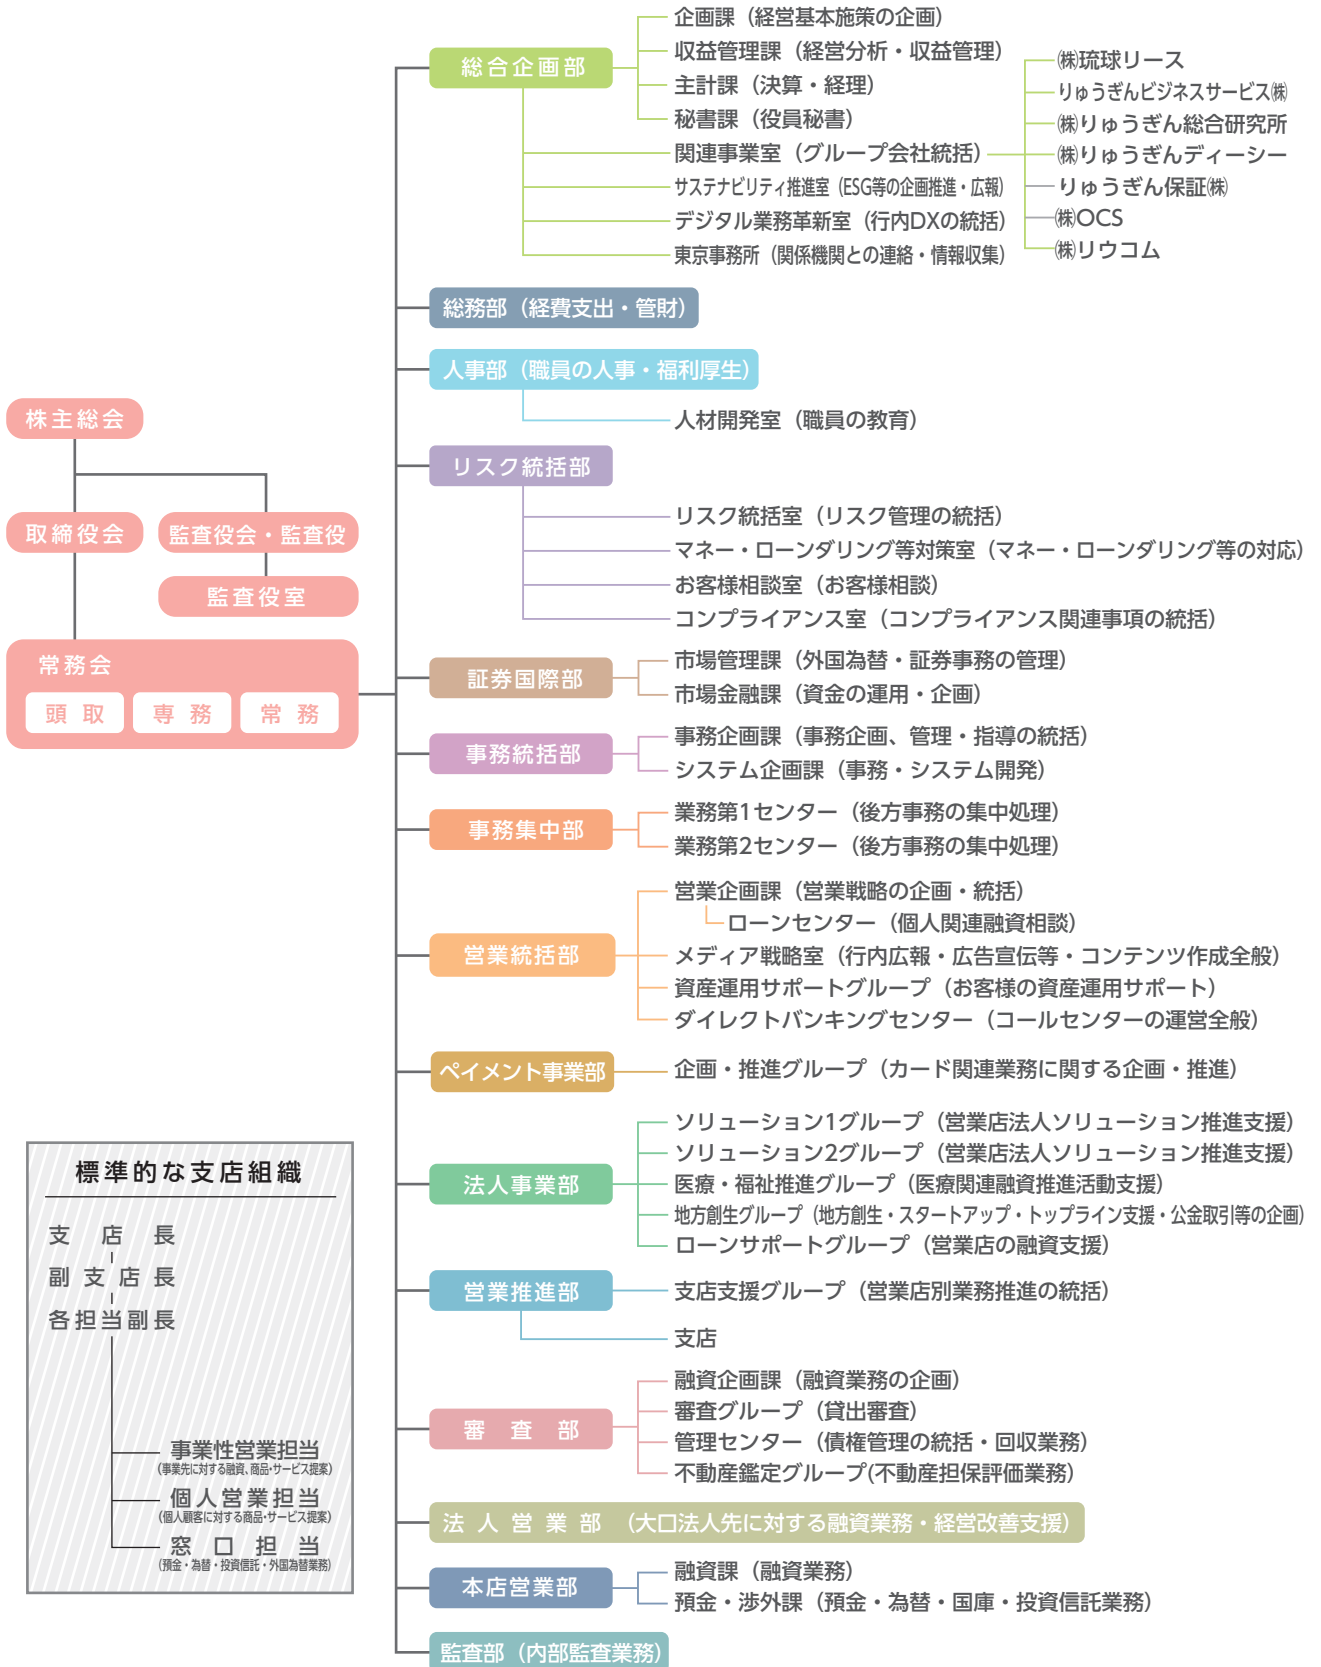 株主総会
取締役会
監査役会・監査役
監査役室
常務会
頭取
専務
常務
総合企画部
企画課（経営基本施策の企画）
収益管理課（経営分析・収益管理）
主計課（決算・経理）
秘書課（役員秘書）
関連事業室（グループ会社統括）
㈱琉球リース
りゅうぎんビジネスサービス㈱
㈱りゅうぎん総合研究所
㈱りゅうぎんディーシー
りゅうぎん保証㈱
㈱OCS
㈱リウコム
サステナビリティ推進室（ESG等の企画推進・広報）
デジタル業務革新室（行内DXの統括）
東京事務所（関係機関との連絡・情報収集）
総務部（経費支出・管財）
人事部（職員の人事・福利厚生）
人材開発室（職員の教育）
リスク統括部
リスク統括室（リスク管理の統括）
マネー・ローンダリング等対策室（マネー・ローンダリング等の対応）
お客様相談室（お客様相談）
コンプライアンス室（コンプライアンス関連事項の統括）
証券国際部
市場管理課（外国為替・証券事務の管理）
市場金融課（資金の運用・企画）
事務統括部
事務企画課（事務企画、管理・指導の統括）
システム企画課（事務・システム開発）
事務集中部
業務第1センター（後方事務の集中処理）
業務第2センター（後方事務の集中処理）
営業統括部
営業企画課（営業戦略の企画・統括）
ローンセンター（個人関連融資相談）
メディア戦略室（行内広報・広告宣伝等・コンテンツ作成全般）
資産運用サポートグループ（お客様の資産運用サポート）
ダイレクトバンキングセンター（コールセンターの運営全般）
ペイメント事業部
企画・推進グループ（カード関連業務に関する企画・推進）
法人事業部
ソリューション1グループ（営業店法人ソリューション推進支援）
ソリューション2グループ（営業店法人ソリューション推進支援）
医療・福祉推進グループ（医療関連融資推進活動支援）
地方創生グループ（地方創生・スタートアップ・トップライン支援・公金取引等の企画）
ローンサポートグループ（営業店の融資支援）
営業推進部
支店支援グループ（営業店別業務推進の統括）
支店
審査部
融資企画課（融資業務の企画）
審査グループ（貸出審査）
管理センター（債権管理の統括・回収業務）
不動産鑑定グループ(不動産担保評価業務）
法人営業部（大口法人先に対する融資業務・経営改善支援）
本店営業部
融資課（融資業務）
預金・渉外課（預金・為替・国庫・投資信託業務）
監査部（内部監査業務）
標準的な支店組織
支店長
副支店長
各担当副長
事業性営業担当
（事業先に対する融資、商品・サービス提案）
個人営業担当
（個人顧客に対する商品・サービス提案）
窓口担当
（預金・為替・投資信託・外国為替業務）